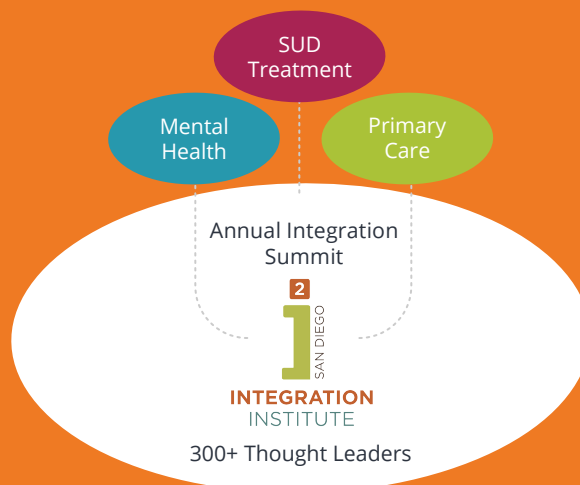 SUD
Treatment
Mental
Health
Primary
Care
Annual Integration
Summit
2
SAN DIEGO
INTEGRATION
INSTITUTE
300+ Thought Leaders